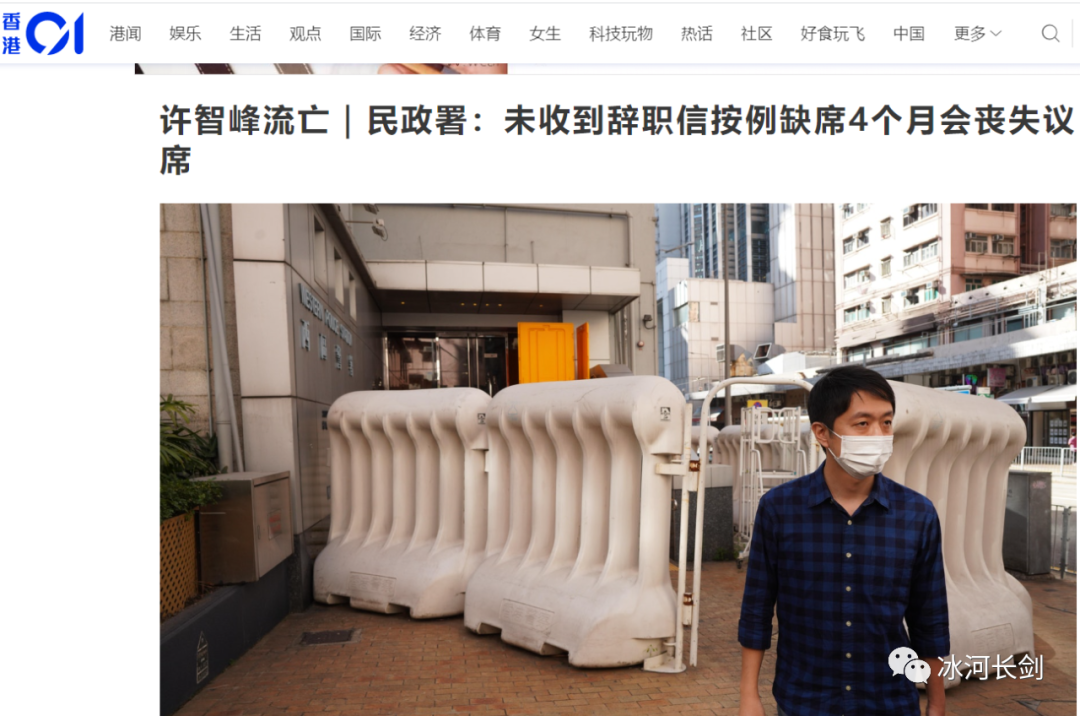 香港01
港闻 娱乐 生活 观点 国际 经济 体育 女生 科技玩物 热话 社区 好食玩飞 中国 更多
许智峰流亡｜民政署：未收到辞职信按例缺席4个月会丧失议
席
冰河长剑